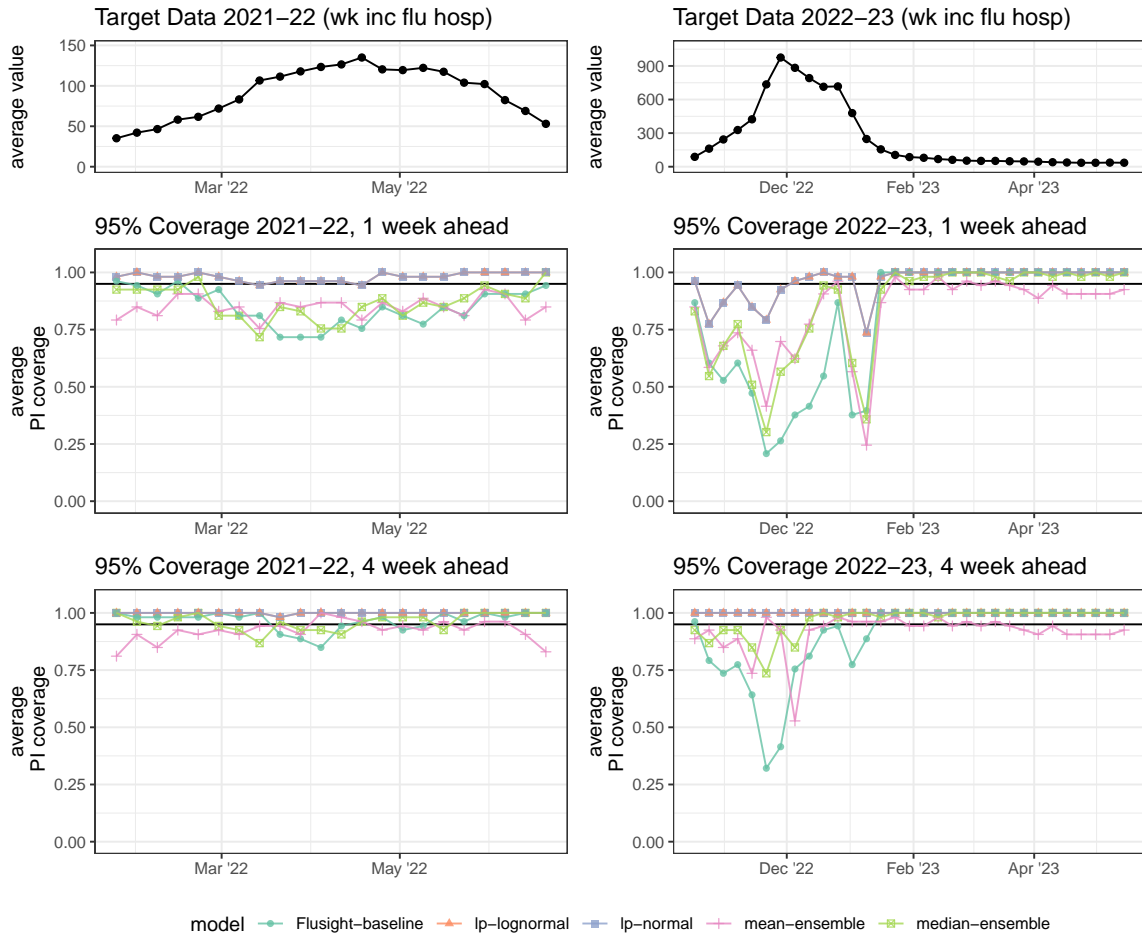 Target Data 2021−22 (wk inc flu hosp)
average value
150
100
50
0
Mar '22
May '22
Target Data 2022−23 (wk inc flu hosp)
average value
900
600
300
0
Dec '22
Feb '23
Apr '23
95% Coverage 2021−22, 1 week ahead
average
PI coverage
1.00
0.75
0.50
0.25
0.00
Mar '22
May '22
95% Coverage 2022−23, 1 week ahead
average
PI coverage
1.00
0.75
0.50
0.25
0.00
Dec '22
Feb '23
Apr '23
95% Coverage 2021−22, 4 week ahead
average
PI coverage
1.00
0.75
0.50
0.25
0.00
Mar '22
May '22
95% Coverage 2022−23, 4 week ahead
average
PI coverage
1.00
0.75
0.50
0.25
0.00
Dec '22
Feb '23
Apr '23
model Flusight−baseline lp−lognormal lp−normal mean−ensemble median−ensemble